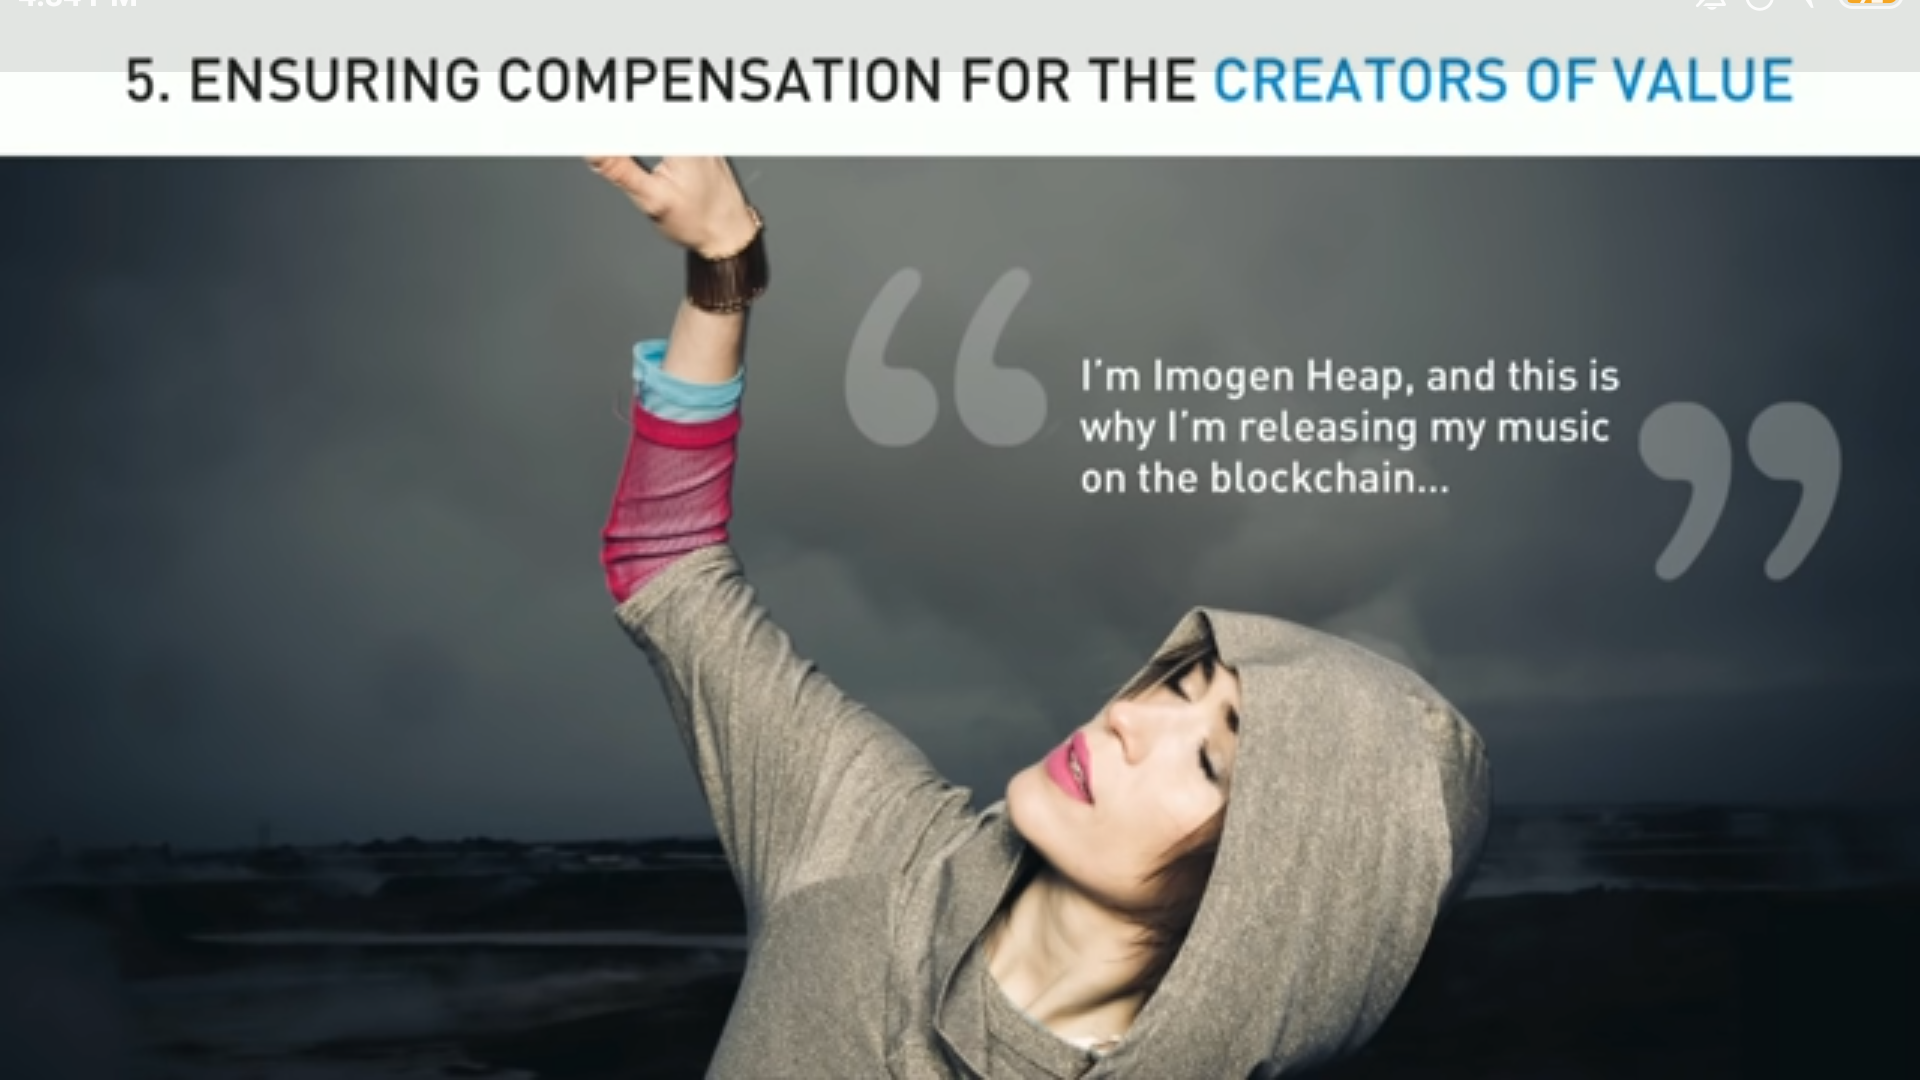 5. ENSURING COMPENSATION FOR THE CREATORS OF VALUE
I'm Imogen Heap, and this is
why I'm releasing my music
on the blockchain...